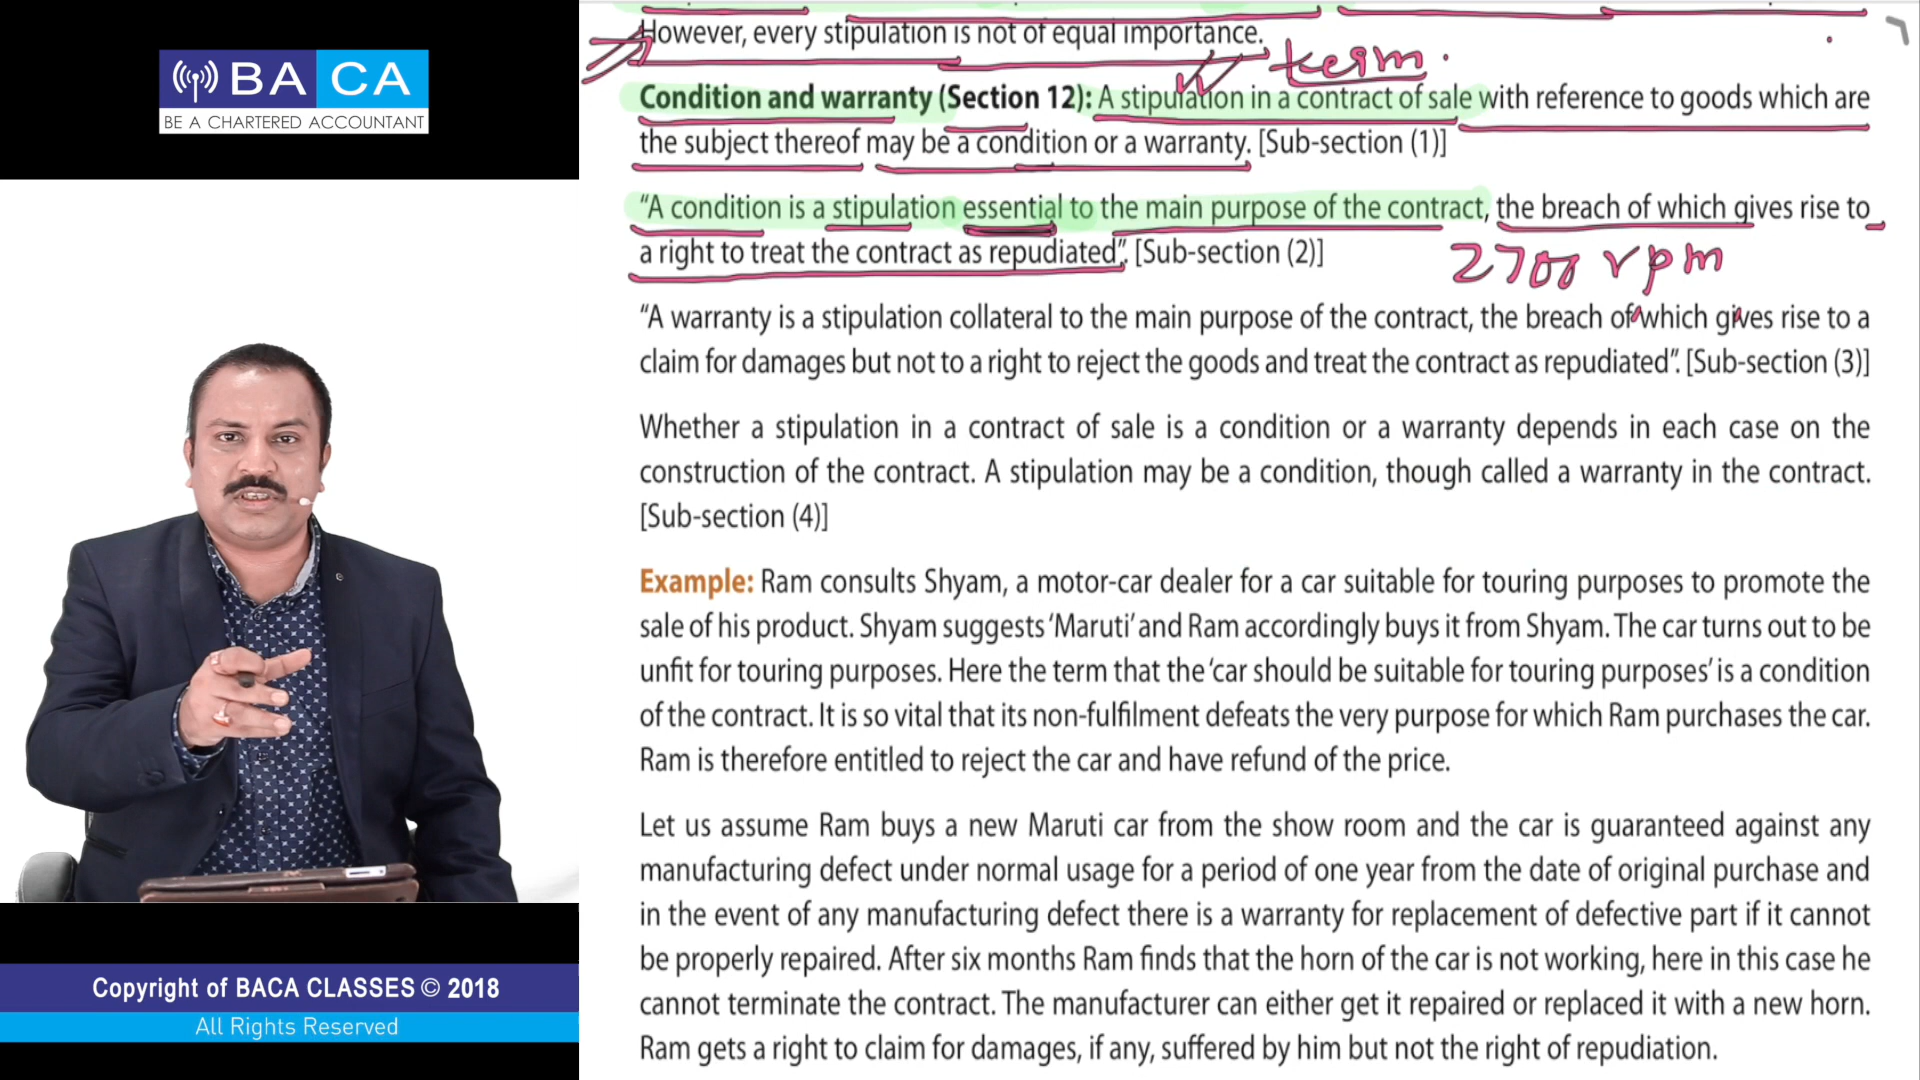 BA CA
BE A CHARTERED ACCOUNTANT
Copyright of BACA CLASSES © 2018
All Rights Reserved
However, every stipulation is not of equal importance.
term.
Condition and warranty (Section 12): A stipulation in a contract of sale with reference to goods which are
the subject thereof may be a condition or a warranty. [Sub-section (1)]
“A condition is a stipulation essential to the main purpose of the contract, the breach of which gives rise to
a right to treat the contract as repudiated”. [Sub-section (2)]
2700 rpm
“A warranty is a stipulation collateral to the main purpose of the contract, the breach of which gives rise to a
claim for damages but not to a right to reject the goods and treat the contract as repudiated”. [Sub-section (3)]
Whether a stipulation in a contract of sale is a condition or a warranty depends in each case on the
construction of the contract. A stipulation may be a condition, though called a warranty in the contract.
[Sub-section (4)]
Example: Ram consults Shyam, a motor-car dealer for a car suitable for touring purposes to promote the
sale of his product. Shyam suggests ‘Maruti’ and Ram accordingly buys it from Shyam. The car turns out to be
unfit for touring purposes. Here the term that the ‘car should be suitable for touring purposes’ is a condition
of the contract. It is so vital that its non-fulfilment defeats the very purpose for which Ram purchases the car.
Ram is therefore entitled to reject the car and have refund of the price.
Let us assume Ram buys a new Maruti car from the show room and the car is guaranteed against any
manufacturing defect under normal usage for a period of one year from the date of original purchase and
in the event of any manufacturing defect there is a warranty for replacement of defective part if it cannot
be properly repaired. After six months Ram finds that the horn of the car is not working, here in this case he
cannot terminate the contract. The manufacturer can either get it repaired or replaced it with a new horn.
Ram gets a right to claim for damages, if any, suffered by him but not the right of repudiation.